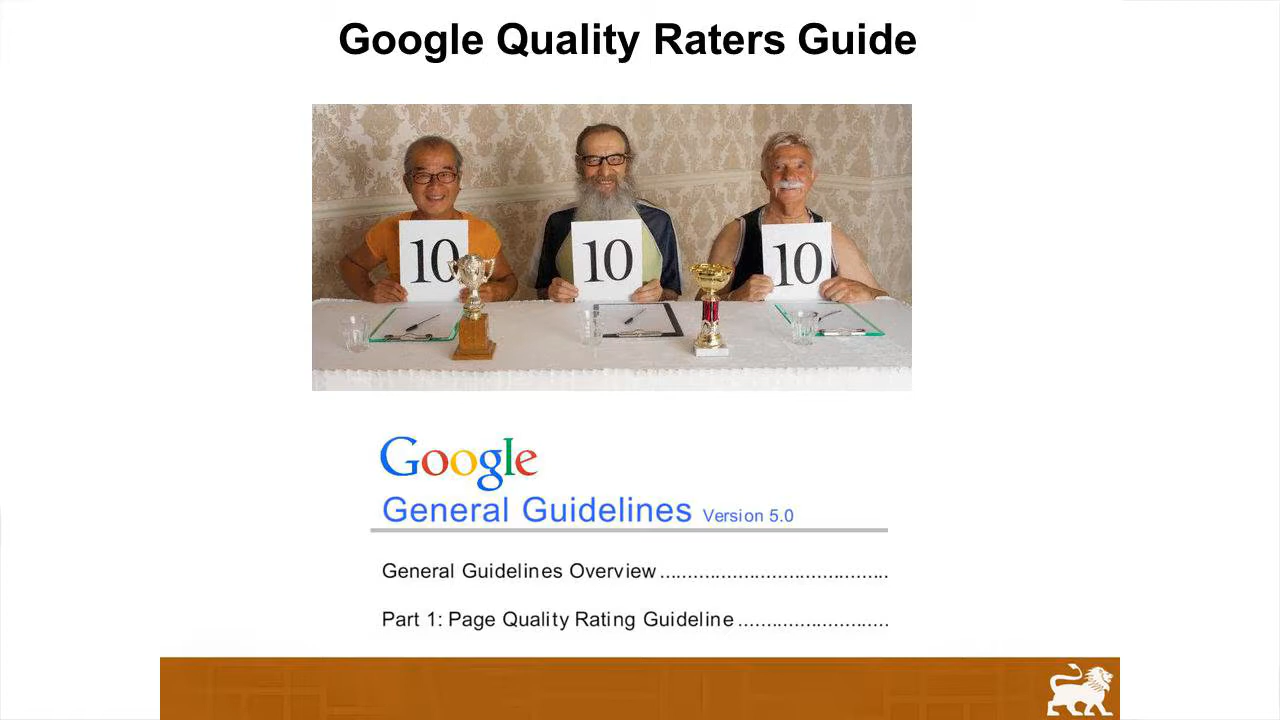 Google Quality Raters Guide
10 10 10
Google
General Guidelines Version 5.0
General Guidelines Overview..........................................
Part 1: Page Quality Rating Guideline............................